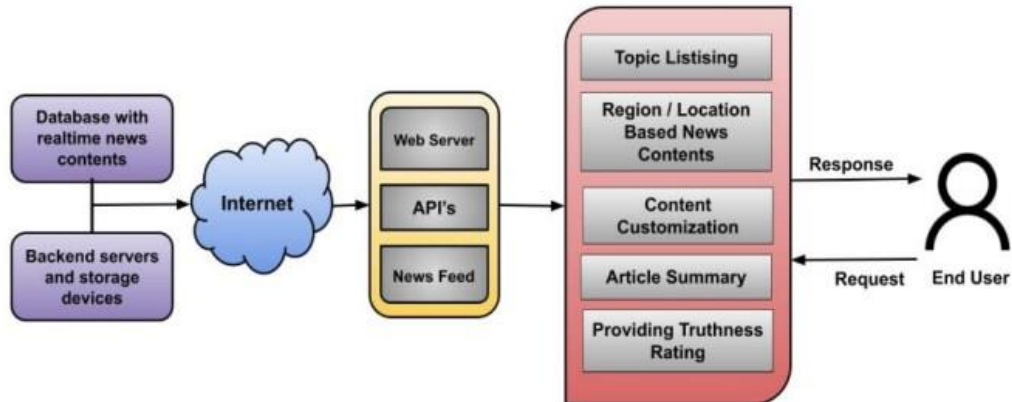 Database with
realtime news
contents
Backend servers
and storage
devices
Internet
Web Server
API's
News Feed
Topic Listising
Region / Location
Based News
Contents
Content
Customization
Article Summary
Providing Truthness
Rating
Response
Request
End User